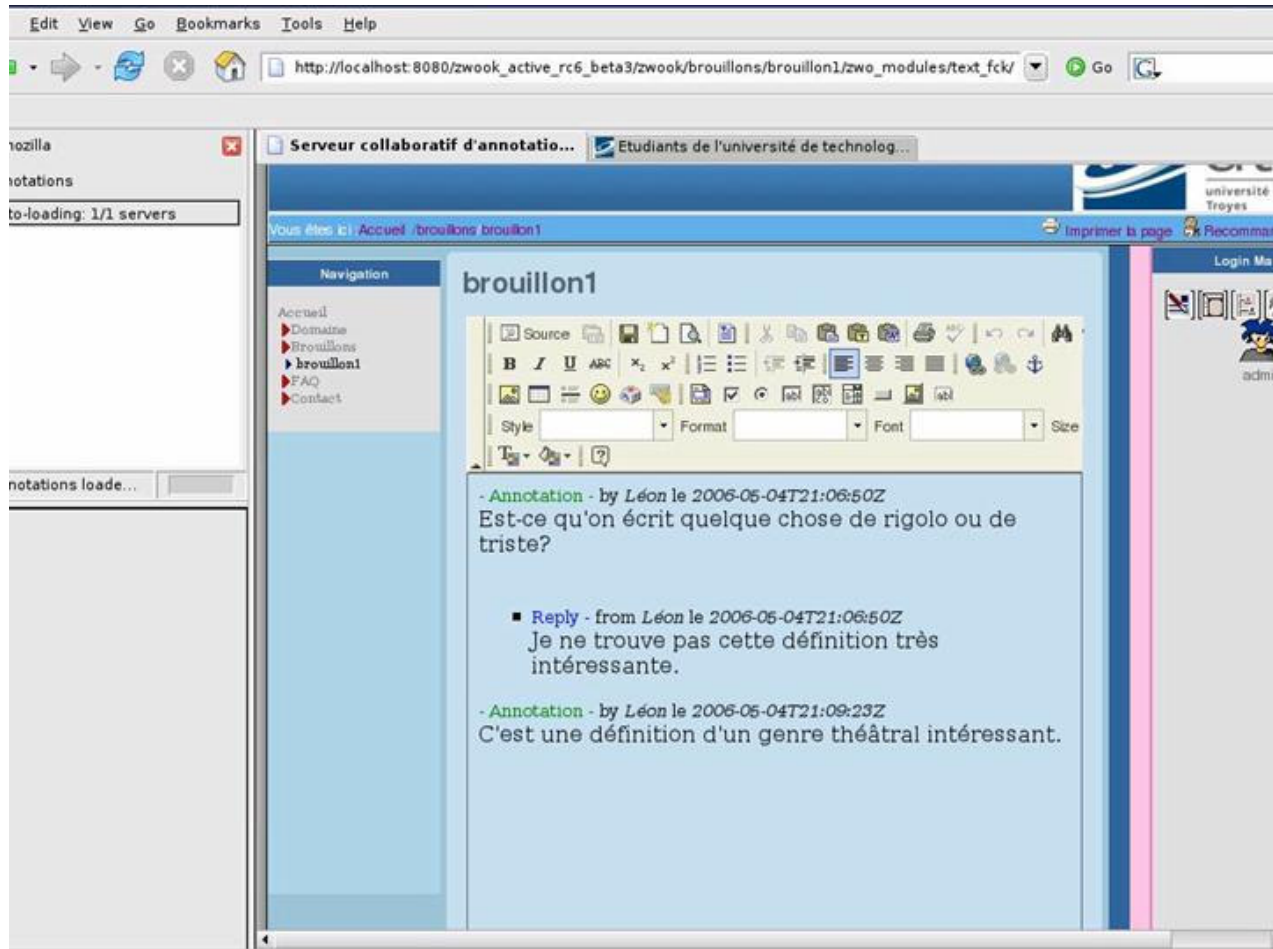 Edit View Go Bookmarks Tools Help
http://localhost:8080/zwook_active_rc6_beta3/zwook/brouillons/brouillon1/zwo_modules/text_fck/ Go
Serveur collaboratif d'annotatio... Etudiants de l'université de technolog...
to-loading: 1/1 servers
université
Troyes
Vous êtes ici Accueil /brouillons/brouillon1 Imprimer la page
Navigation
Login
brouillon1
Accueil
Domaine
Brouillons
brouillon1
FAQ
Contact
Source
B I U ABC
Style Format Font Size
- Annotation - by Léon le 2006-05-04T21:06:50Z
Est-ce qu'on écrit quelque chose de rigolo ou de
triste?
Reply - from Léon le 2006-05-04T21:06:50Z
Je ne trouve pas cette définition très
intéressante.
- Annotation - by Léon le 2006-05-04T21:09:23Z
C'est une définition d'un genre théâtral intéressant.